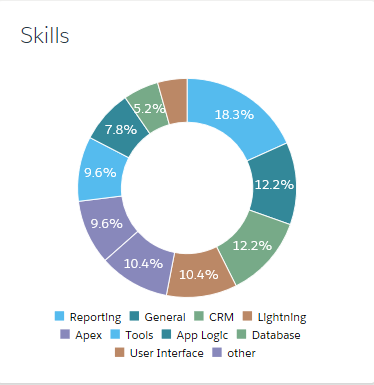 Skills
18.3%
12.2%
12.2%
10.4%
10.4%
9.6%
9.6%
7.8%
5.2%
Reporting General CRM Lightning
Apex Tools App Logic Database
User Interface other